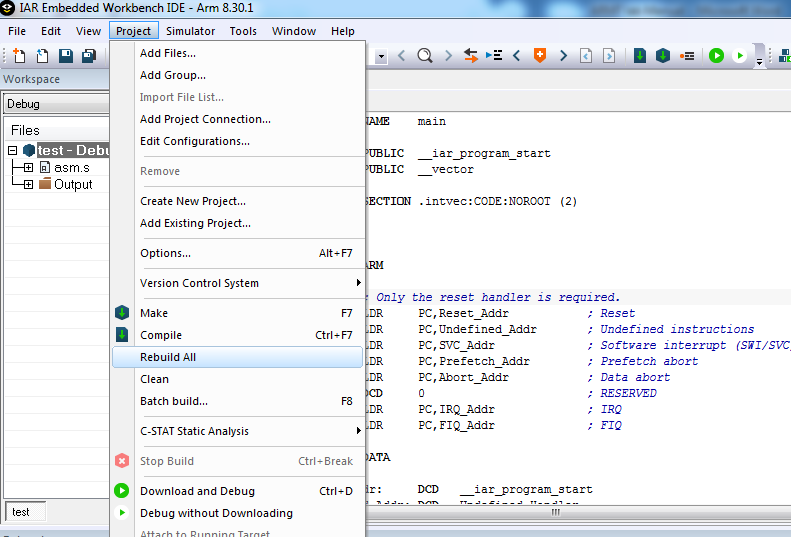 IAR Embedded Workbench IDE - Arm 8.30.1
File Edit View Project Simulator Tools Window Help
Workspace
Debug
Files
test - Debu
asm.s
Output
test
Add Files...
Add Group...
Import File List...
Add Project Connection...
Edit Configurations...
Remove
Create New Project...
Add Existing Project...
Options... Alt+F7
Version Control System
Make F7
Compile Ctrl+F7
Rebuild All
Clean
Batch build... F8
C-STAT Static Analysis
Stop Build Ctrl+Break
Download and Debug Ctrl+D
Debug without Downloading
Attach to Running Target
NAME main
PUBLIC __iar_program_start
PUBLIC __vector
SECTION .intvec:CODE:NOROOT (2)
ARM
Only the reset handler is required.
LDR PC,Reset_Addr ; Reset
LDR PC,Undefined_Addr ; Undefined instructions
LDR PC,SVC_Addr ; Software interrupt (SWI/SVC)
LDR PC,Prefetch_Addr ; Prefetch abort
LDR PC,Abort_Addr ; Data abort
DCD 0 ; RESERVED
LDR PC,IRQ_Addr ; IRQ
LDR PC,FIQ_Addr ; FIQ
DATA
DCD __iar_program_start
DCD Undefined_Handler